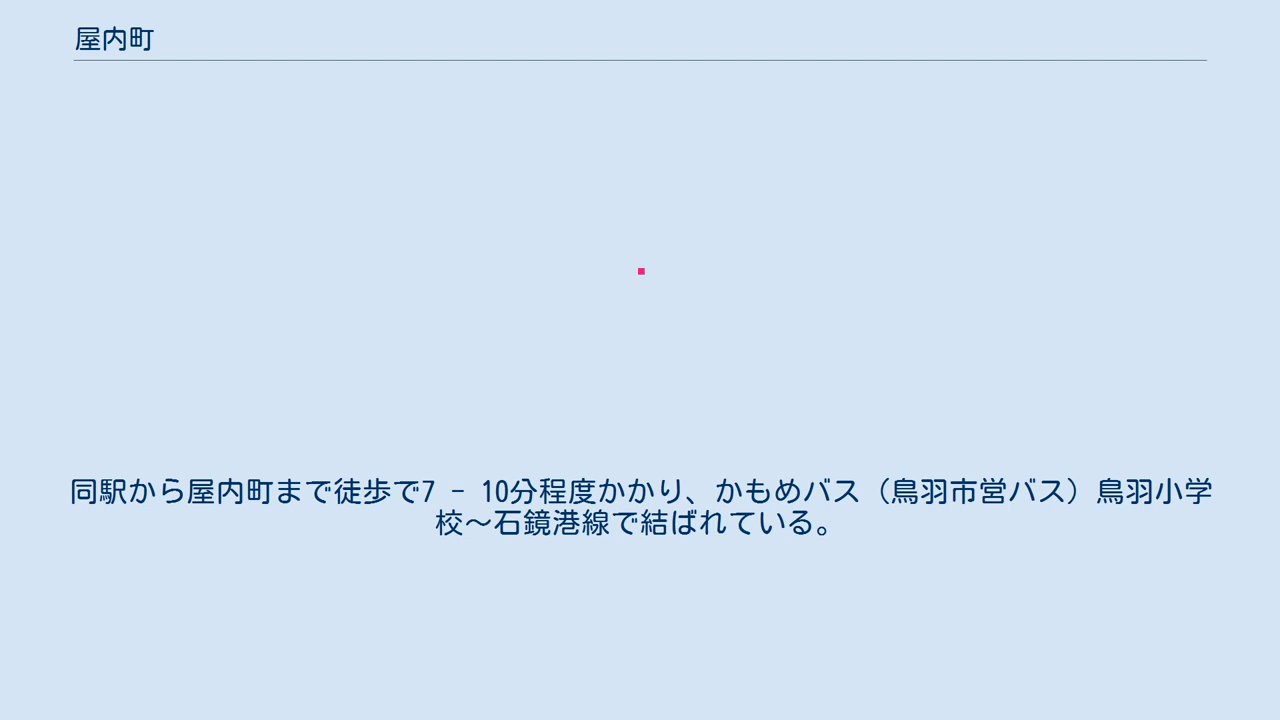 屋内町
同駅から屋内町まで徒歩で7 - 10分程度かかり、かもめバス（鳥羽市営バス）鳥羽小学
校～石鏡港線で結ばれている。